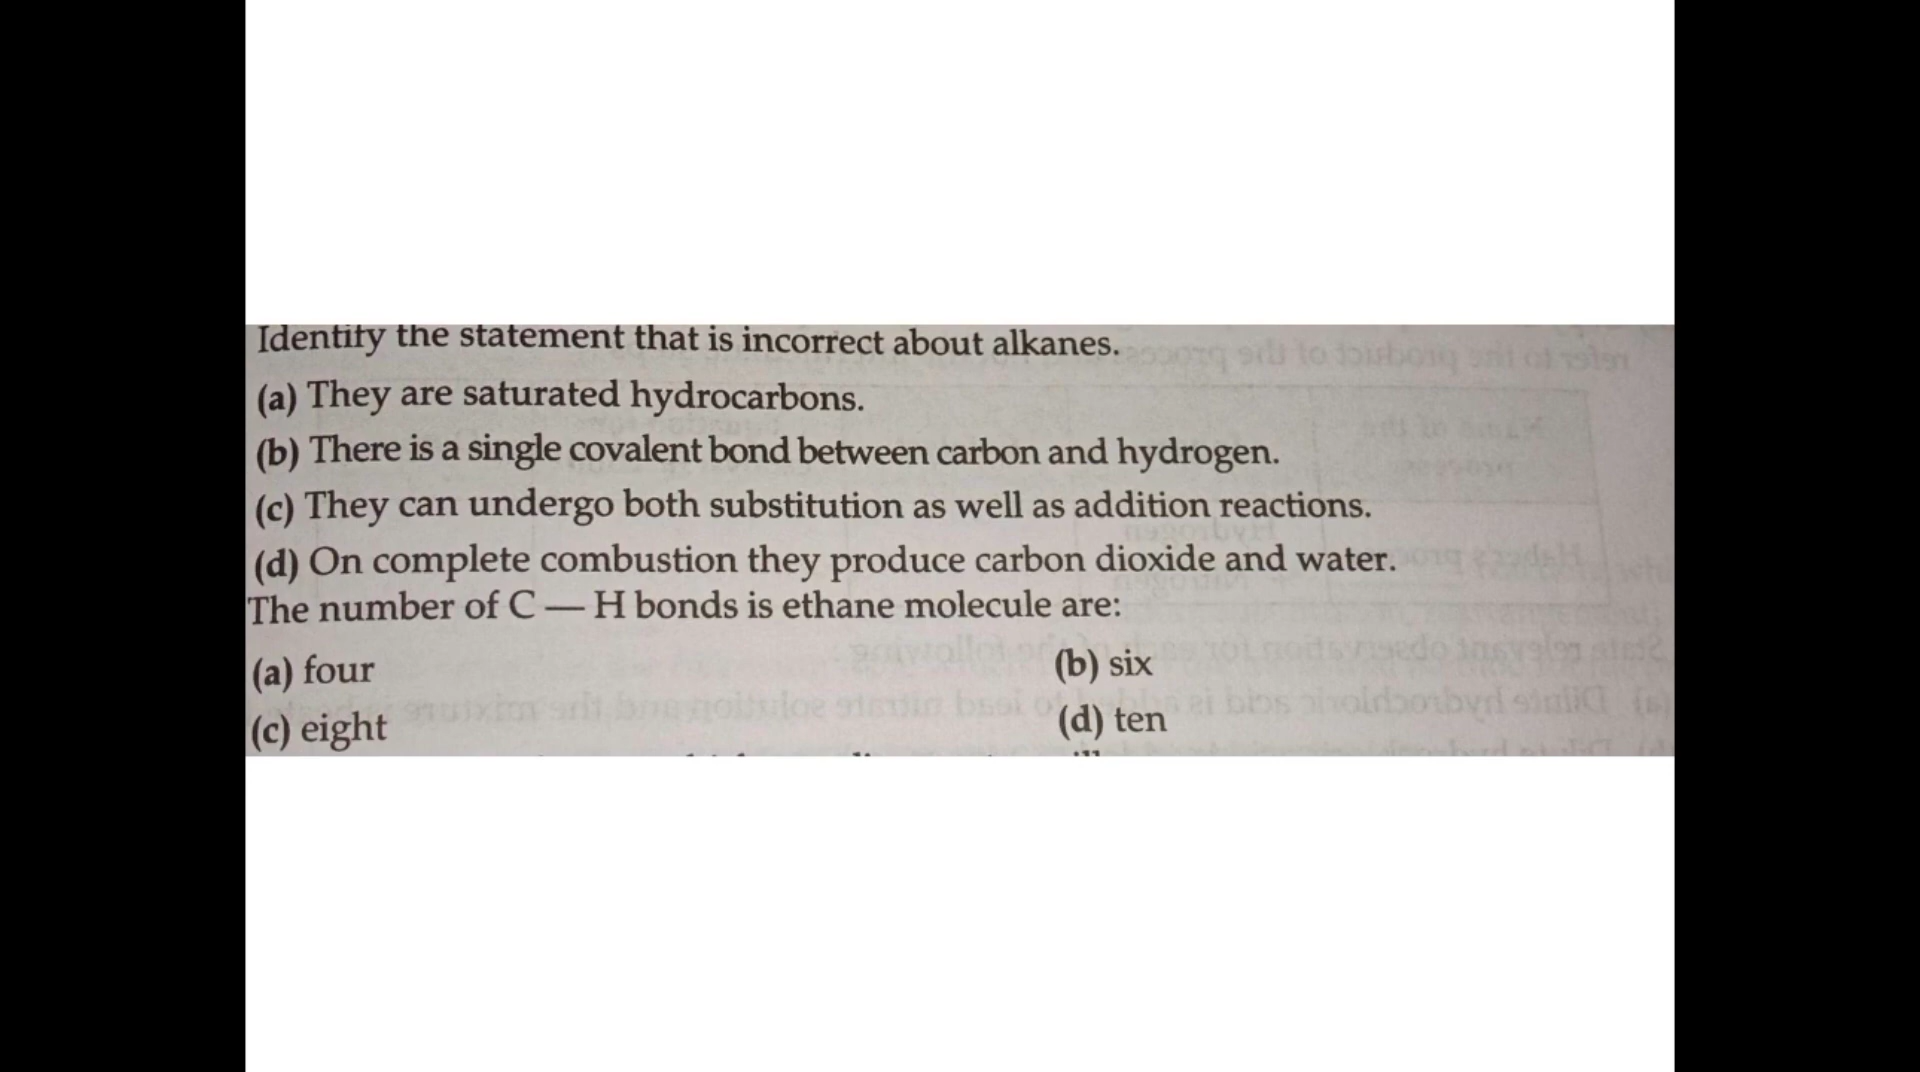 Identify the statement that is incorrect about alkanes.
(a) They are saturated hydrocarbons.
(b) There is a single covalent bond between carbon and hydrogen.
(c) They can undergo both substitution as well as addition reactions.
(d) On complete combustion they produce carbon dioxide and water.
The number of C — H bonds is ethane molecule are:
(a) four (b) six
(c) eight (d) ten